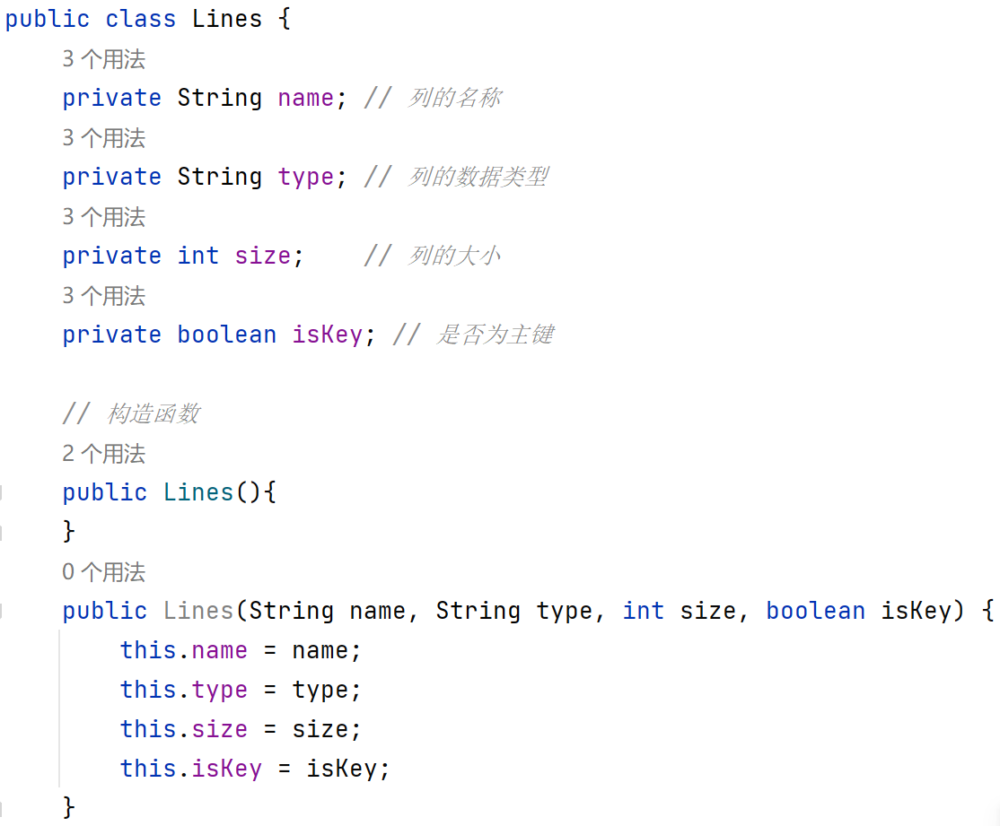 public class Lines {
3 个用法
private String name; // 列的名称
3 个用法
private String type; // 列的数据类型
3 个用法
private int size;    // 列的大小
3 个用法
private boolean isKey; // 是否为主键
// 构造函数
2 个用法
public Lines(){
}
0 个用法
public Lines(String name, String type, int size, boolean isKey) {
this.name = name;
this.type = type;
this.size = size;
this.isKey = isKey;
}